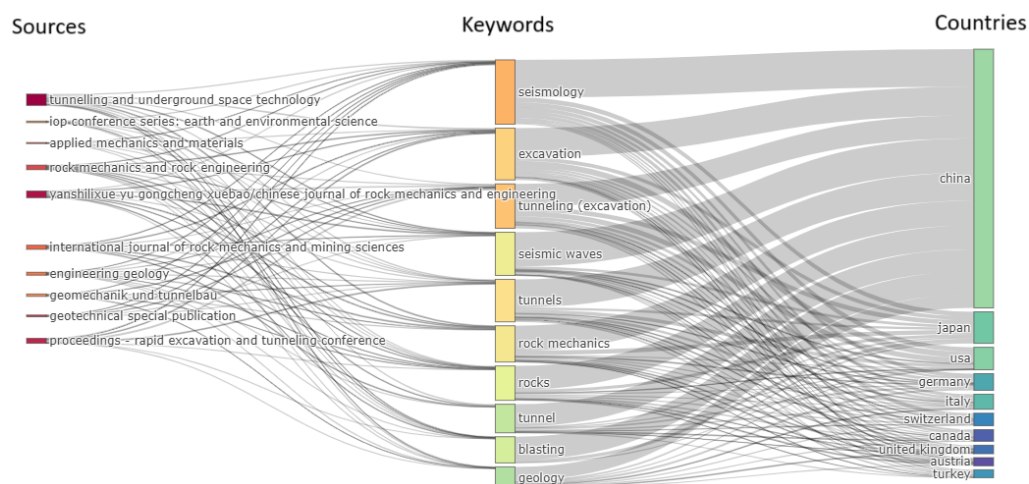 Sources
Keywords
Countries
tunnelling and underground space technology
iop conference series: earth and environmental science
applied mechanics and materials
rock mechanics and rock engineering
yanshilixue yu gongcheng xuebao/chinese journal of rock mechanics and engineering
international journal of rock mechanics and mining sciences
engineering geology
geomechanik und tunnelbau
geotechnical special publication
proceedings - rapid excavation and tunneling conference
seismology
excavation
tunneling (excavation)
seismic waves
tunnels
rock mechanics
rocks
tunnel
blasting
geology
china
japan
usa
germany
italy
switzerland
canada
united kingdom
austria
turkey